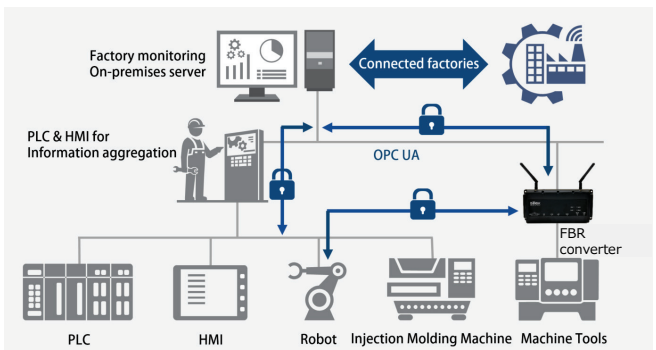 Factory monitoring
On-premises server
Connected factories
PLC & HMI for
Information aggregation
OPC UA
FBR
converter
PLC
HMI
Robot
Injection Molding Machine
Machine Tools